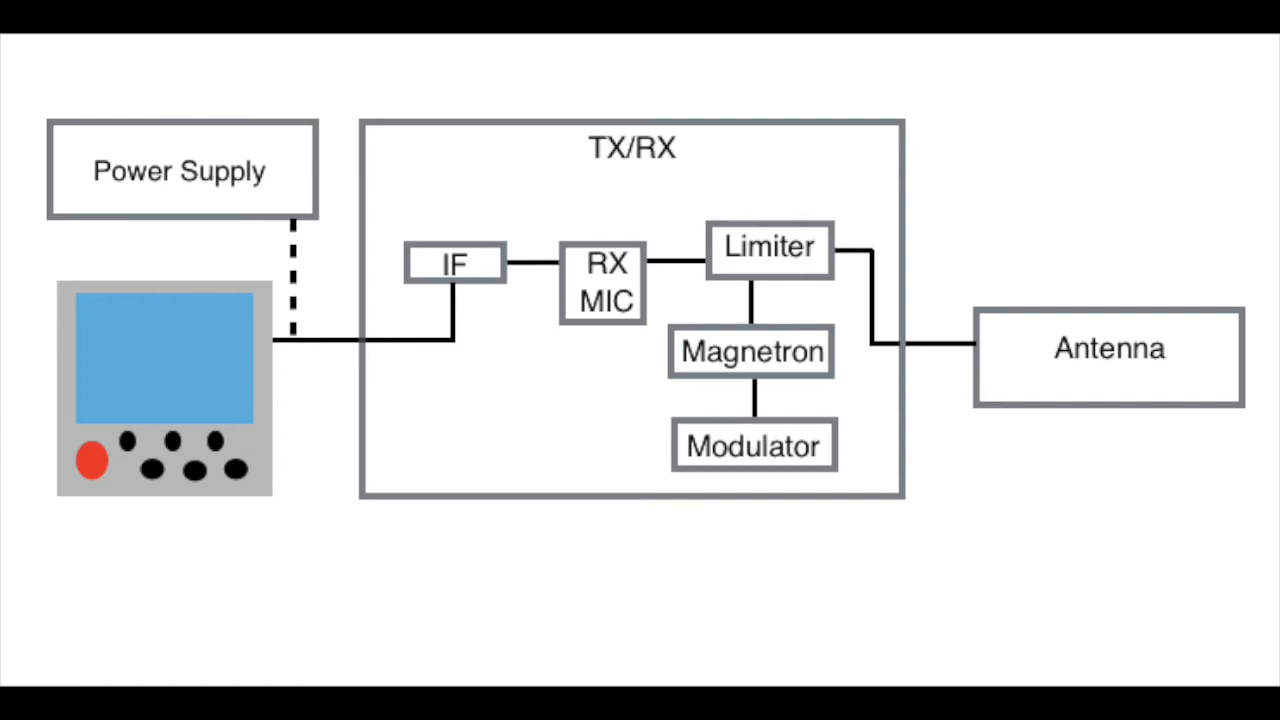 Power Supply
TX/RX
IF
RX
MIC
Limiter
Magnetron
Modulator
Antenna